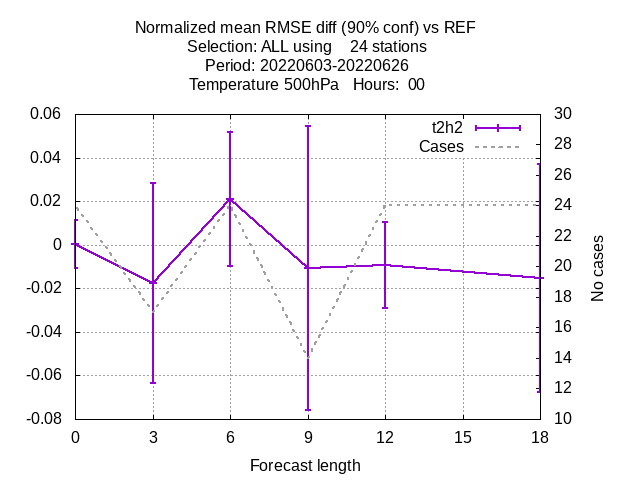 Normalized mean RMSE diff (90% conf) vs REF
Selection: ALL using    24 stations
Period: 20220603-20220626
Temperature 500hPa   Hours:  00
t2h2
Cases
0.06
0.04
0.02
0
-0.02
-0.04
-0.06
-0.08
30
28
26
24
22
20
18
16
14
12
10
No cases
0 3 6 9 12 15 18
Forecast length